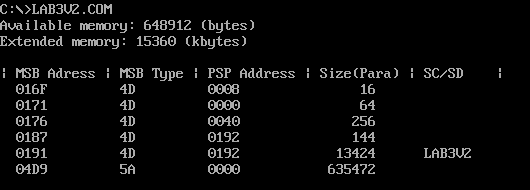 C:\>LAB3V2.COM
Available memory: 648912 (bytes)
Extended memory: 15360 (kbytes)
| MSB Adress | MSB Type | PSP Address | Size(Para) | SC/SD |
016F 4D 0008 16
0171 4D 0000 64
0176 4D 0040 256
0187 4D 0192 144
0191 4D 0192 13424 LAB3V2
04D9 5A 0000 635472